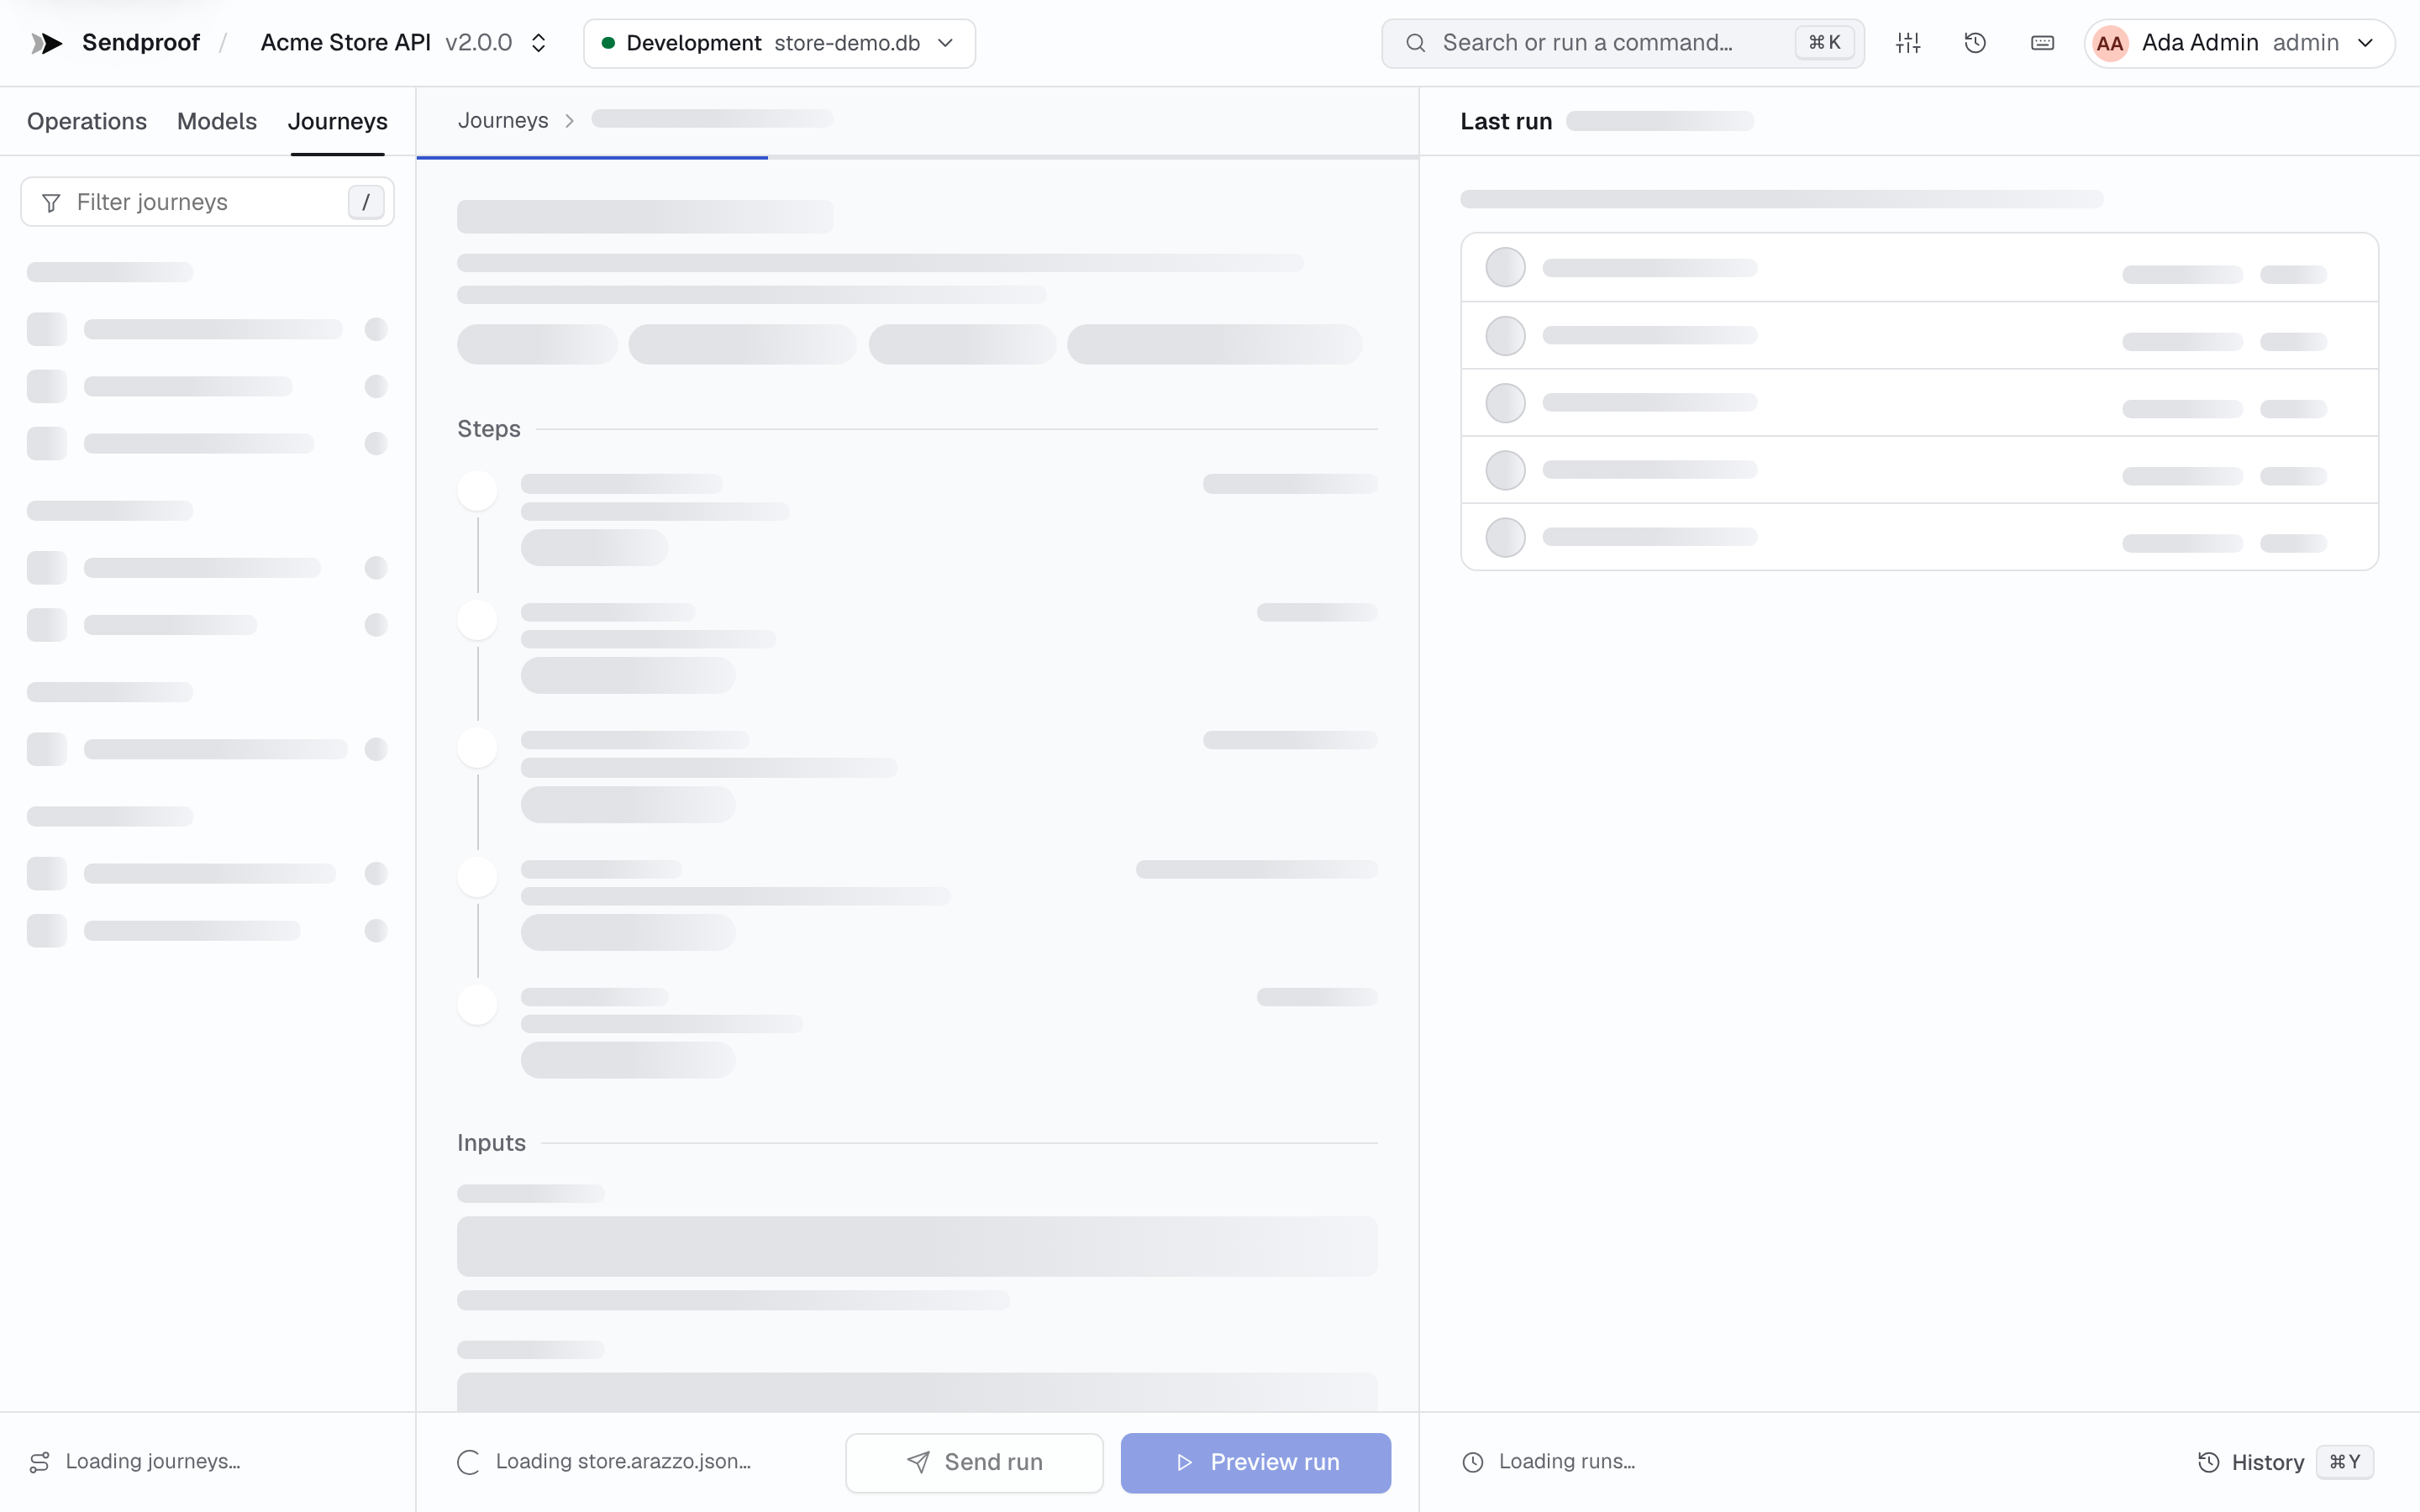 Sendproof / Acme Store API v2.0.0
Development store-demo.db
Search or run a command... ⌘K
AA Ada Admin admin
Operations Models Journeys
Filter journeys /
Journeys
Steps
Inputs
Last run
Loading journeys...
Loading store.arazzo.json...
Send run
Preview run
Loading runs...
History ⌘Y